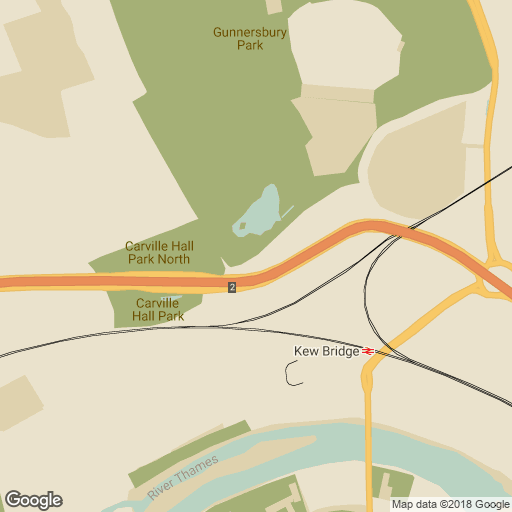 Gunnersbury
Park
Carville Hall
Park North
2
Carville
Hall Park
Kew Bridge
River Thames
Google
Map data ©2018 Google